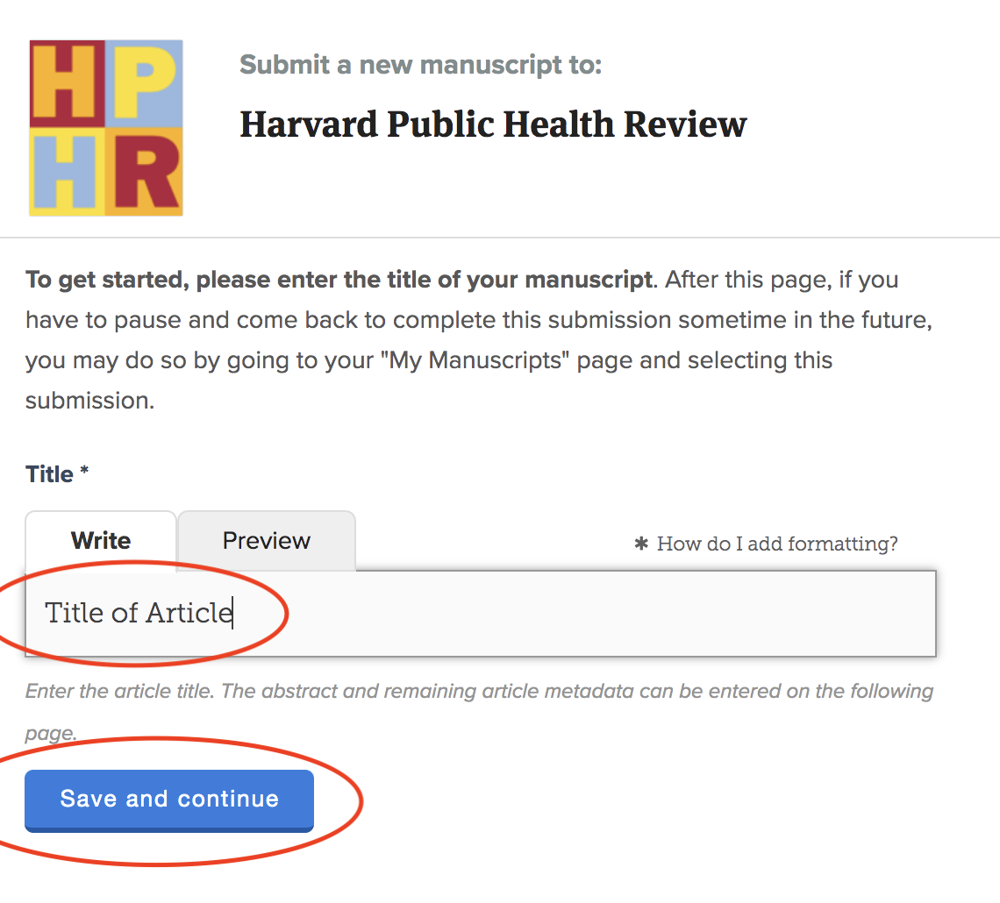 HP
HR
Submit a new manuscript to:
Harvard Public Health Review
To get started, please enter the title of your manuscript. After this page, if you
have to pause and come back to complete this submission sometime in the future,
you may do so by going to your "My Manuscripts" page and selecting this
submission.
Title *
Write Preview * How do I add formatting?
Title of Article
Enter the article title. The abstract and remaining article metadata can be entered on the following
page.
Save and continue